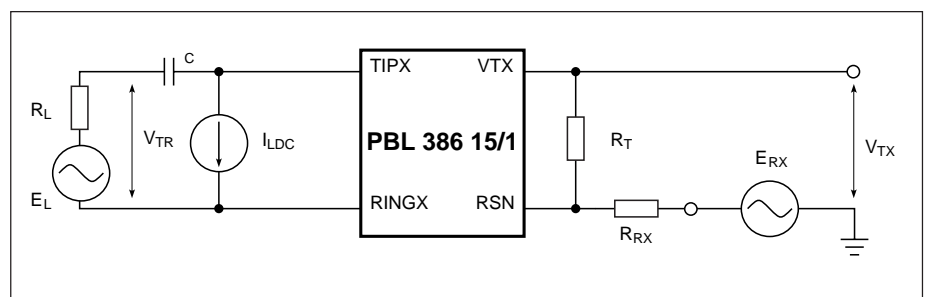 C
TIPX
VTX
R_L
V_TR
I_LDC
PBL 386 15/1
R_T
E_RX
V_TX
E_L
RINGX
RSN
R_RX